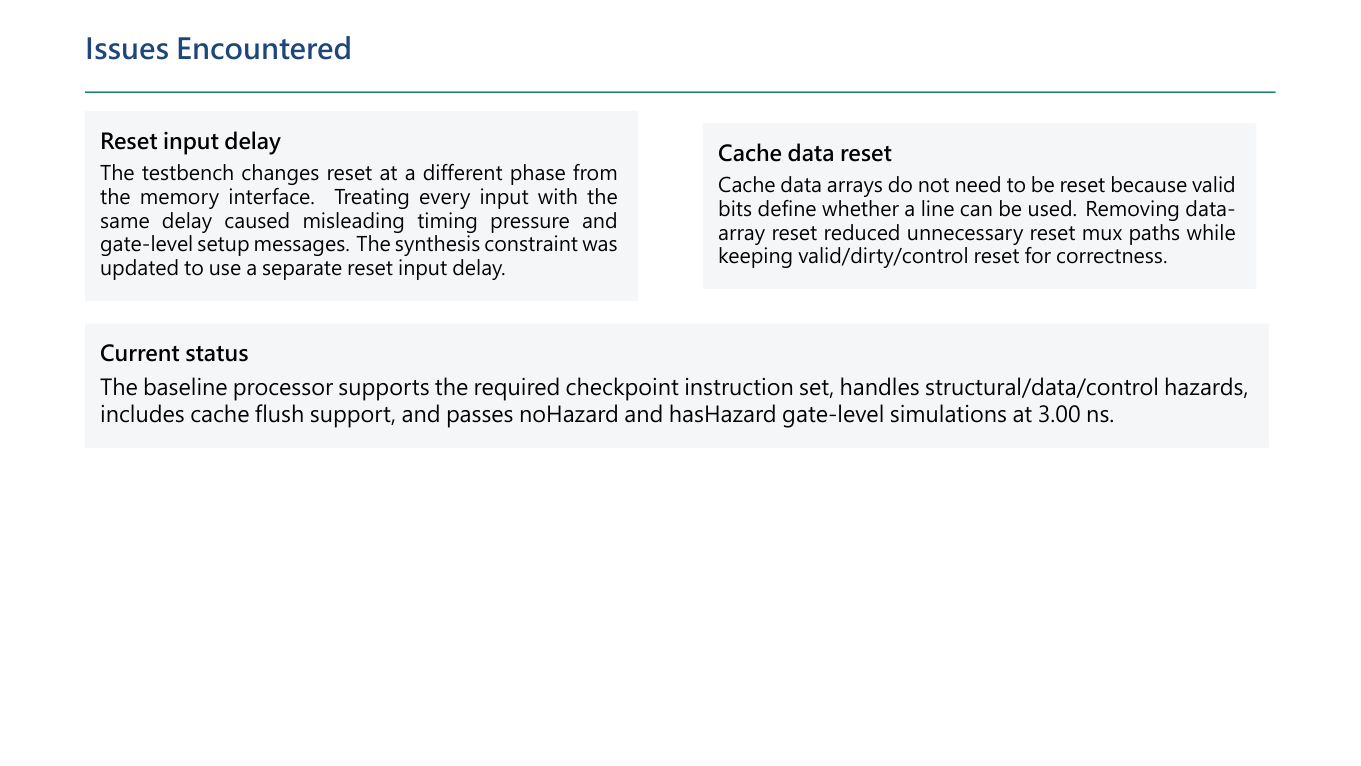 Issues Encountered
Reset input delay
The testbench changes reset at a different phase from
the memory interface. Treating every input with the
same delay caused misleading timing pressure and
gate-level setup messages. The synthesis constraint was
updated to use a separate reset input delay.
Cache data reset
Cache data arrays do not need to be reset because valid
bits define whether a line can be used. Removing data-
array reset reduced unnecessary reset mux paths while
keeping valid/dirty/control reset for correctness.
Current status
The baseline processor supports the required checkpoint instruction set, handles structural/data/control hazards,
includes cache flush support, and passes noHazard and hasHazard gate-level simulations at 3.00 ns.